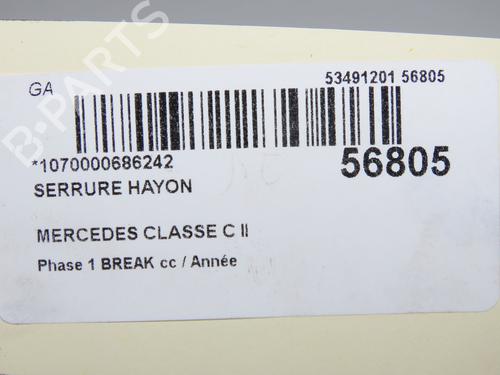 B-PARTS
GA
53491201 56805
*1070000686242
56805
SERRURE HAYON
MERCEDES CLASSE C II
Phase 1 BREAK cc / Année